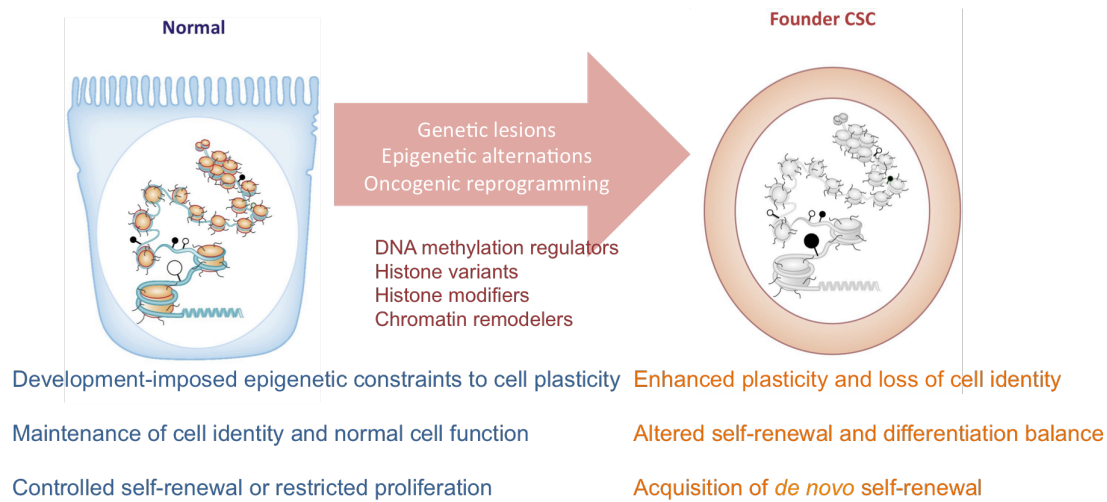 Normal
Founder CSC
Genetic lesions
Epigenetic alternations
Oncogenic reprogramming
DNA methylation regulators
Histone variants
Histone modifiers
Chromatin remodelers
Development-imposed epigenetic constraints to cell plasticity
Enhanced plasticity and loss of cell identity
Maintenance of cell identity and normal cell function
Altered self-renewal and differentiation balance
Controlled self-renewal or restricted proliferation
Acquisition of de novo self-renewal